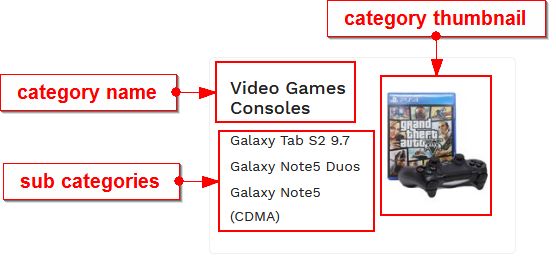 category thumbnail
category name
Video Games
Consoles
sub categories
Galaxy Tab S2 9.7
Galaxy Note5 Duos
Galaxy Note5
(CDMA)
PS4
grand
theft
auto